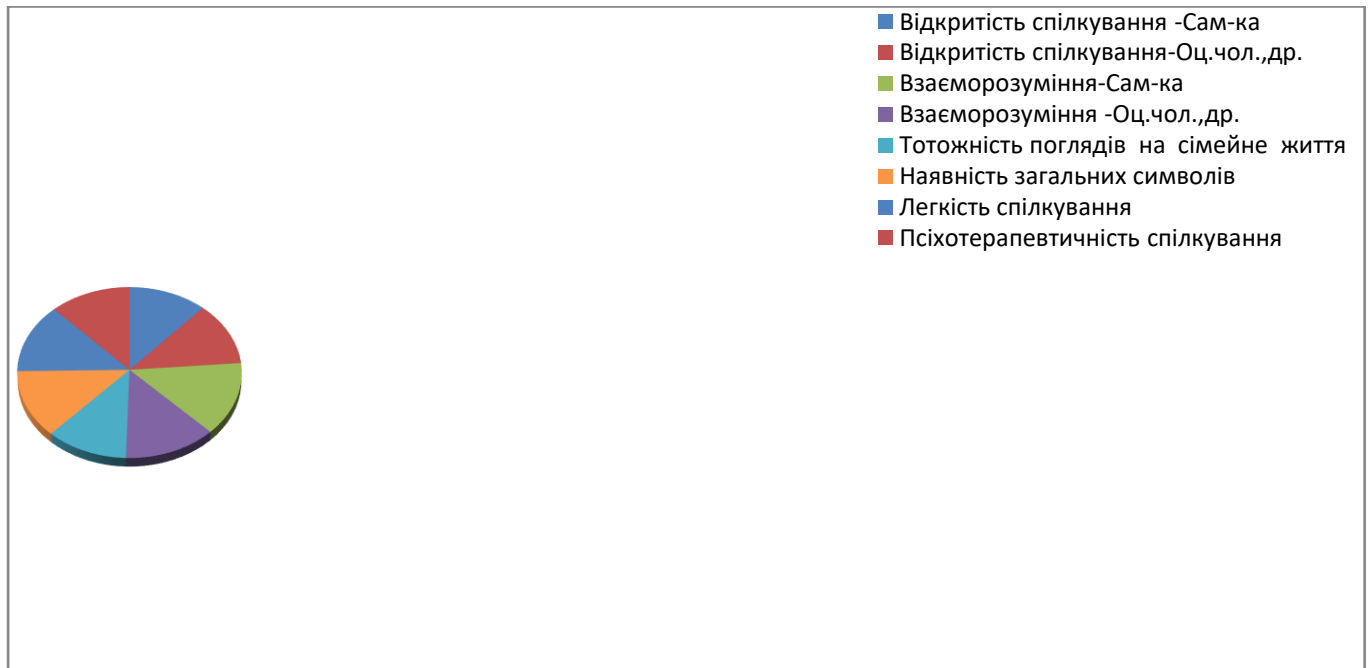 Відкритість спілкування -Сам-ка
Відкритість спілкування-Оц.чол.,др.
Взаєморозуміння-Сам-ка
Взаєморозуміння -Оц.чол.,др.
Тотожність поглядів на сімейне життя
Наявність загальних символів
Легкість спілкування
Псіхотерапевтичність спілкування